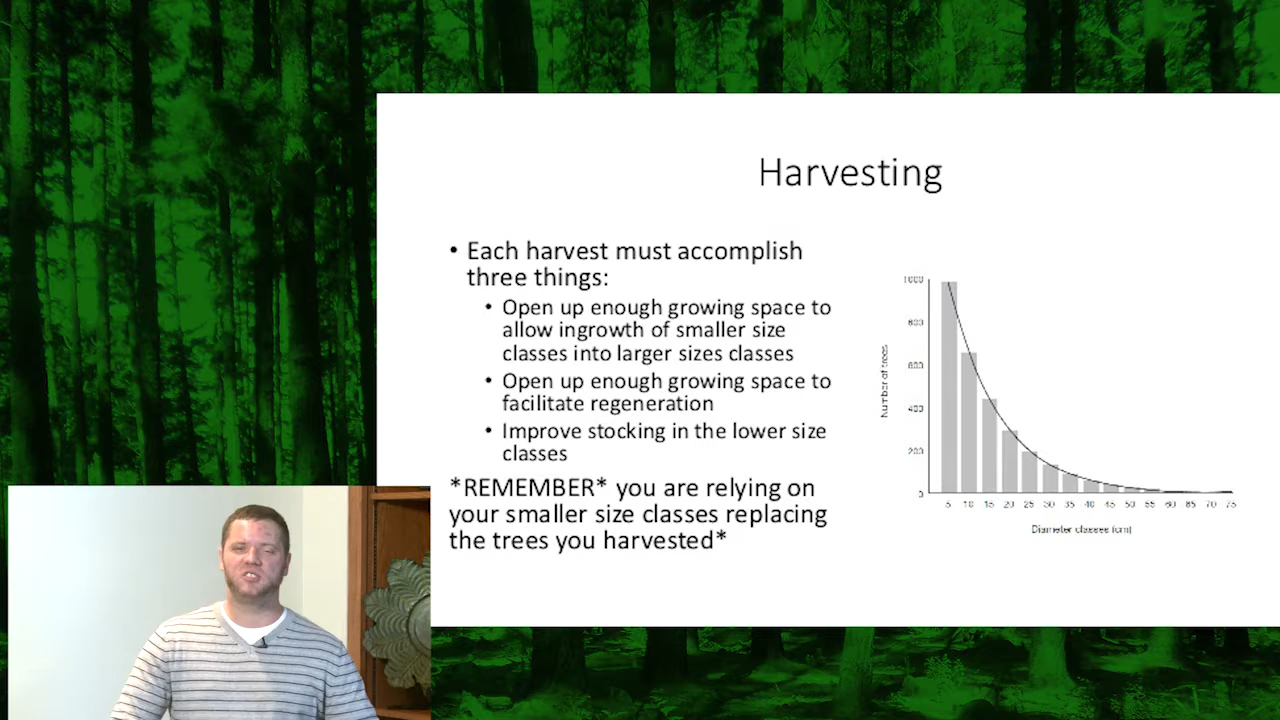 Harvesting
• Each harvest must accomplish
three things:
• Open up enough growing space to
allow ingrowth of smaller size
classes into larger sizes classes
• Open up enough growing space to
facilitate regeneration
• Improve stocking in the lower size
classes
*REMEMBER* you are relying on
your smaller size classes replacing
the trees you harvested*
Number of trees
1000
800
600
400
200
0
5 10 15 20 25 30 35 40 45 50 55 60 65 70 75
Diameter classes (cm)